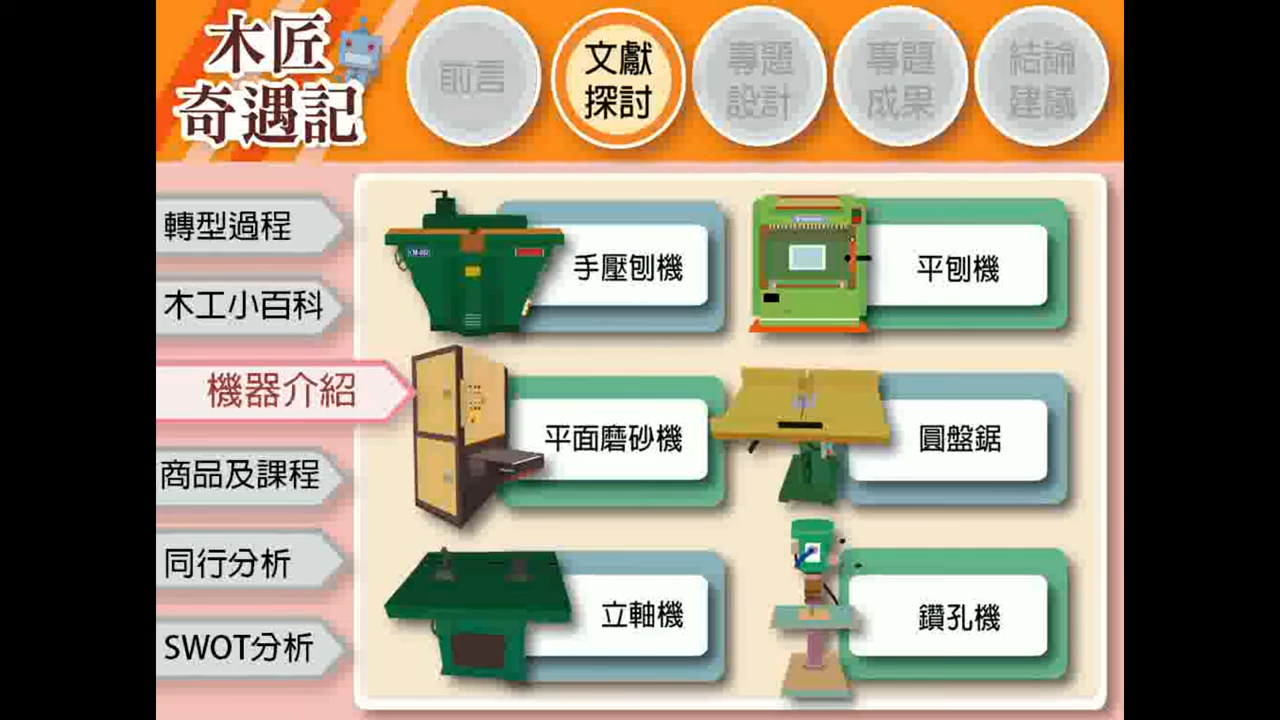 木匠
奇遇記
前言
文獻
探討
專題
設計
專題
成果
結論
建議
轉型過程
木工小百科
機器介紹
商品及課程
同行分析
SWOT分析
手壓刨機
平刨機
平面磨砂機
圓盤鋸
立軸機
鑽孔機